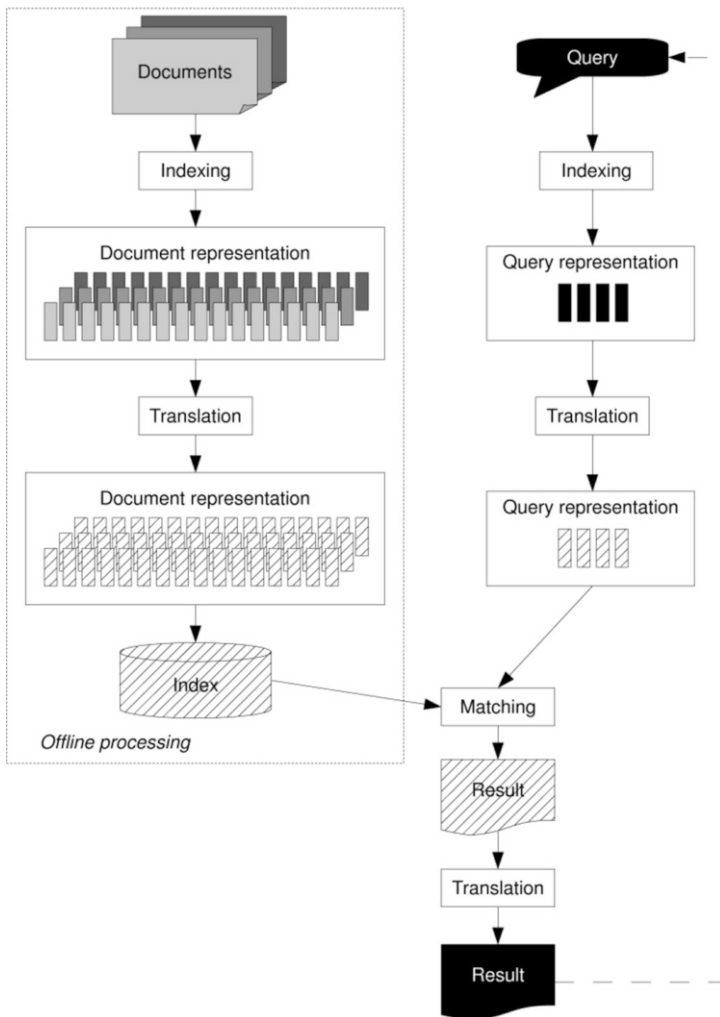 Documents
Indexing
Document representation
Translation
Document representation
Index
Offline processing
Query
Indexing
Query representation
Translation
Query representation
Matching
Result
Translation
Result